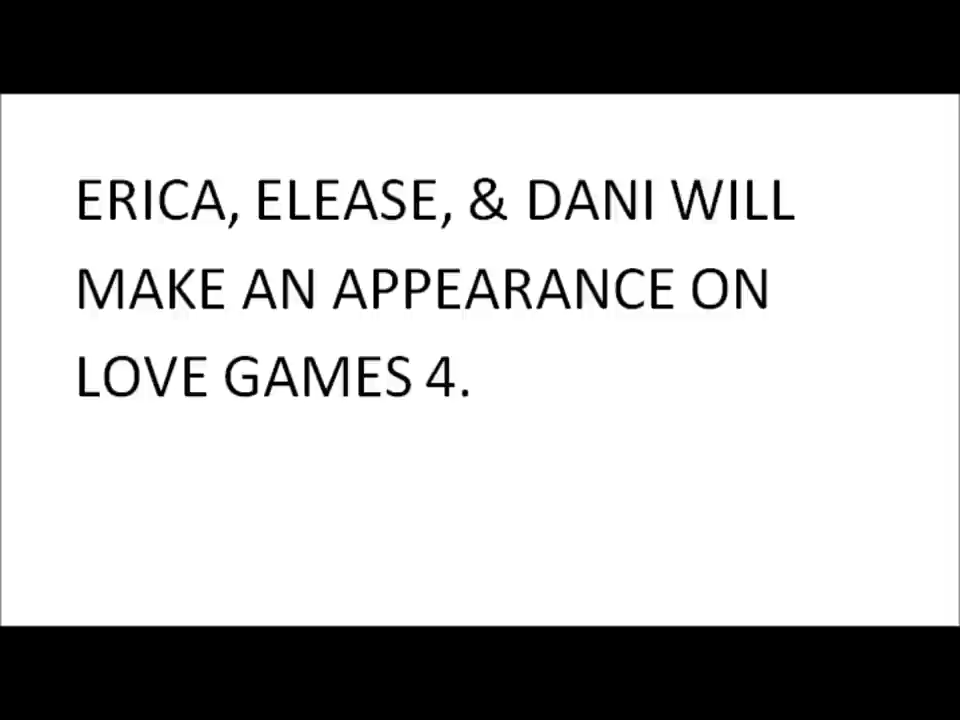 ERICA, ELEASE, & DANI WILL
MAKE AN APPEARANCE ON
LOVE GAMES 4.